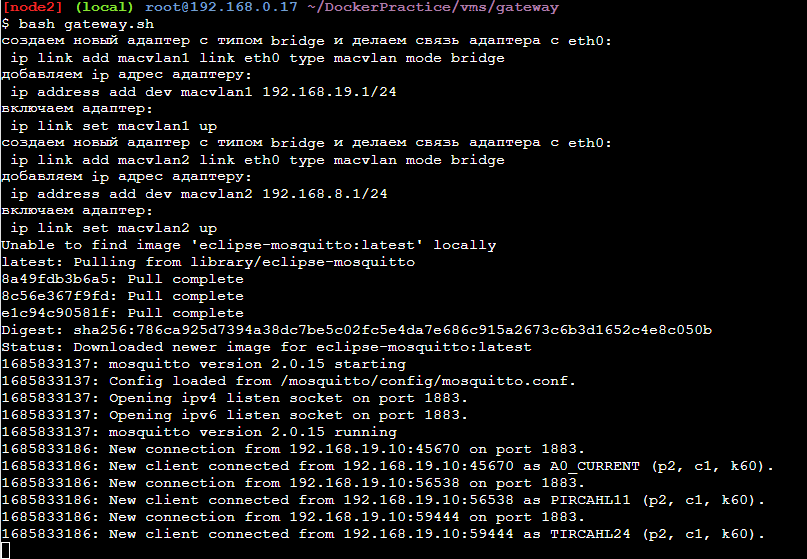 [node2] (local) root@192.168.0.17 ~/DockerPractice/vms/gateway
$ bash gateway.sh
создаем новый адаптер с типом bridge и делаем связь адаптера с eth0:
 ip link add macvlan1 link eth0 type macvlan mode bridge
добавляем ip адрес адаптеру:
 ip address add dev macvlan1 192.168.19.1/24
включаем адаптер:
 ip link set macvlan1 up
создаем новый адаптер с типом bridge и делаем связь адаптера с eth0:
 ip link add macvlan2 link eth0 type macvlan mode bridge
добавляем ip адрес адаптеру:
 ip address add dev macvlan2 192.168.8.1/24
включаем адаптер:
 ip link set macvlan2 up
Unable to find image 'eclipse-mosquitto:latest' locally
latest: Pulling from library/eclipse-mosquitto
8a49fdb3b6a5: Pull complete
8c56e367f9fd: Pull complete
e1c94c90581f: Pull complete
Digest: sha256:786ca925d7394a38dc7be5c02fc5e4da7e686c915a2673c6b3d1652c4e8c050b
Status: Downloaded newer image for eclipse-mosquitto:latest
1685833137: mosquitto version 2.0.15 starting
1685833137: Config loaded from /mosquitto/config/mosquitto.conf.
1685833137: Opening ipv4 listen socket on port 1883.
1685833137: Opening ipv6 listen socket on port 1883.
1685833137: mosquitto version 2.0.15 running
1685833186: New connection from 192.168.19.10:45670 on port 1883.
1685833186: New client connected from 192.168.19.10:45670 as A0_CURRENT (p2, c1, k60).
1685833186: New connection from 192.168.19.10:56538 on port 1883.
1685833186: New client connected from 192.168.19.10:56538 as PIRCAHL11 (p2, c1, k60).
1685833186: New connection from 192.168.19.10:59444 on port 1883.
1685833186: New client connected from 192.168.19.10:59444 as TIRCAHL24 (p2, c1, k60).